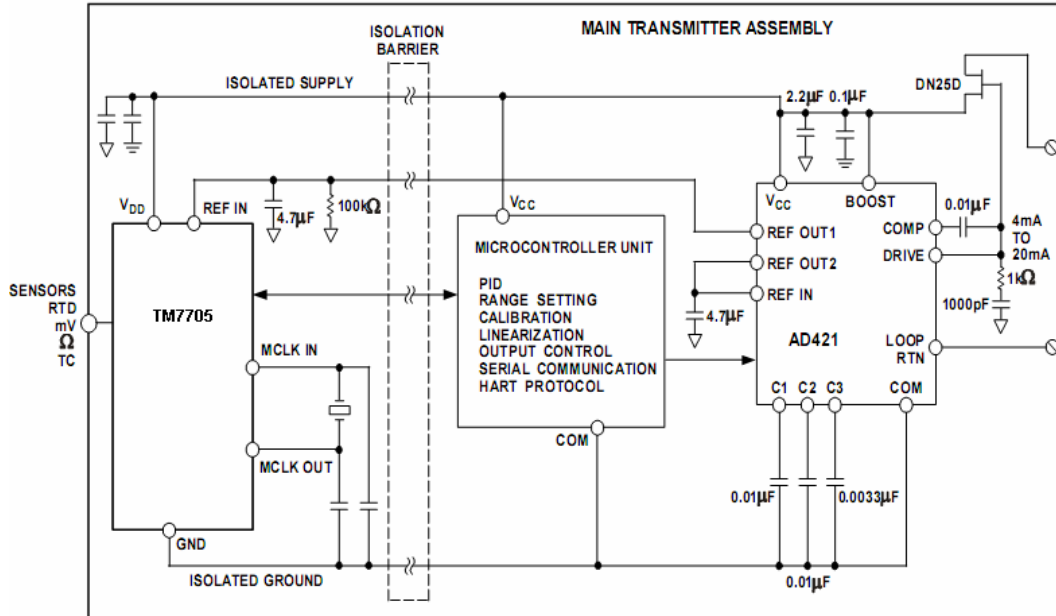 ISOLATION
BARRIER
MAIN TRANSMITTER ASSEMBLY
ISOLATED SUPPLY
DN25D
2.2µF 0.1µF
VDD
REF IN
4.7µF
100kΩ
VCC
VCC
BOOST
0.01µF
COMP
4mA
TO
20mA
DRIVE
REF OUT1
REF OUT2
REF IN
1kΩ
1000pF
4.7µF
AD421
LOOP
RTN
C1 C2 C3 COM
MICROCONTROLLER UNIT
PID
RANGE SETTING
CALIBRATION
LINEARIZATION
OUTPUT CONTROL
SERIAL COMMUNICATION
HART PROTOCOL
COM
SENSORS
RTD
mV
Ω
TC
TM7705
MCLK IN
MCLK OUT
GND
ISOLATED GROUND
0.01µF
0.0033µF
0.01µF